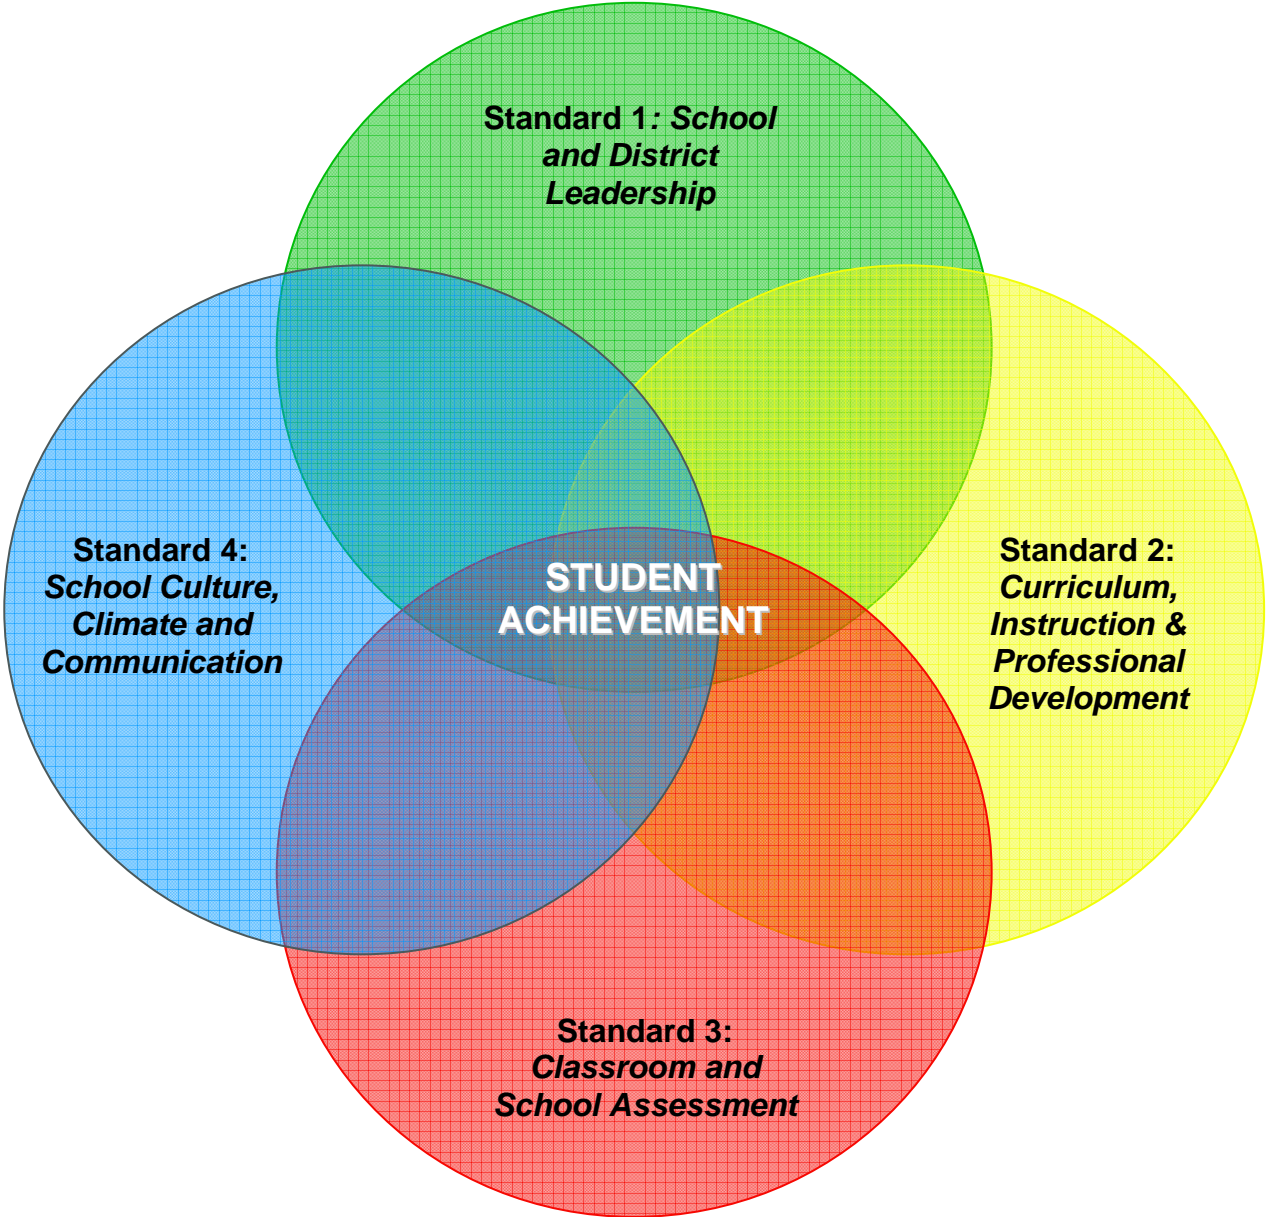 Standard 1: School
and District
Leadership
Standard 4:
School Culture,
Climate and
Communication
STUDENT
ACHIEVEMENT
Standard 2:
Curriculum,
Instruction &
Professional
Development
Standard 3:
Classroom and
School Assessment